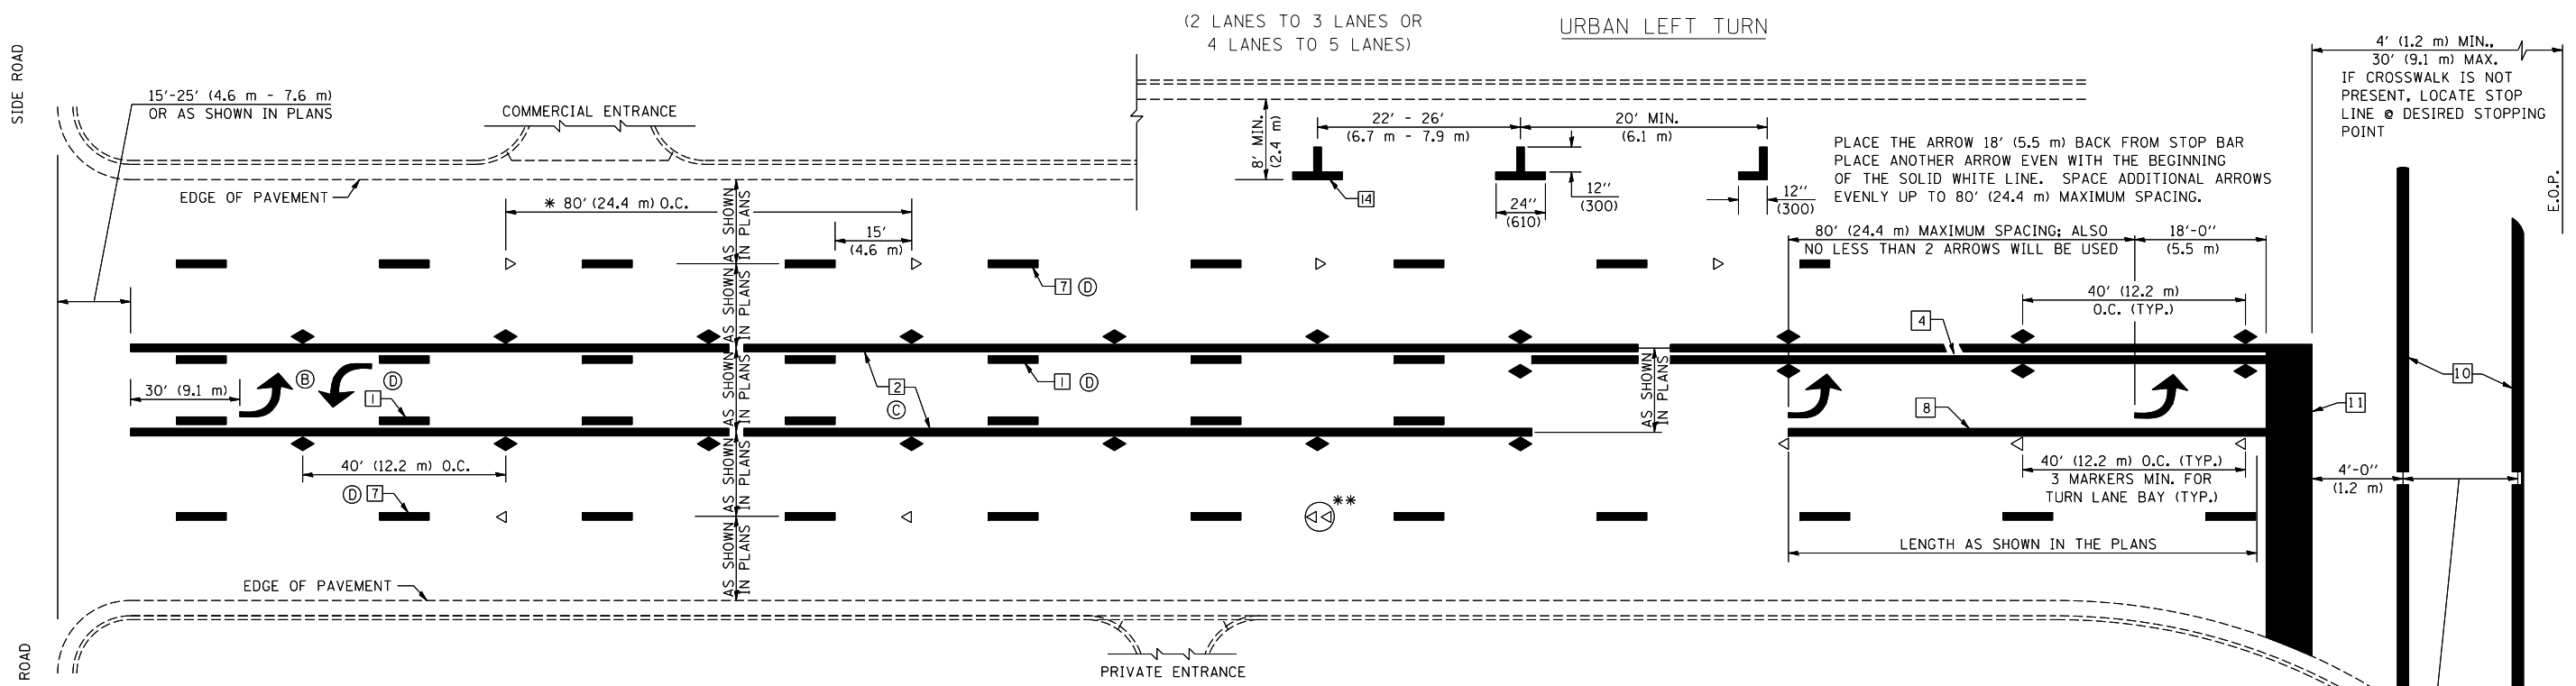 (2 LANES TO 3 LANES OR
4 LANES TO 5 LANES)
URBAN LEFT TURN
SIDE ROAD
15'-25' (4.6 m - 7.6 m)
OR AS SHOWN IN PLANS
COMMERCIAL ENTRANCE
EDGE OF PAVEMENT
* 80' (24.4 m) O.C.
15'
(4.6 m)
8' MIN.
(2.4 m)
22' - 26'
(6.7 m - 7.9 m)
20' MIN.
(6.1 m)
14
24"
(610)
12"
(300)
12"
(300)
4' (1.2 m) MIN.,
30' (9.1 m) MAX.
IF CROSSWALK IS NOT
PRESENT, LOCATE STOP
LINE @ DESIRED STOPPING
POINT
E.O.P.
PLACE THE ARROW 18' (5.5 m) BACK FROM STOP BAR
PLACE ANOTHER ARROW EVEN WITH THE BEGINNING
OF THE SOLID WHITE LINE. SPACE ADDITIONAL ARROWS
EVENLY UP TO 80' (24.4 m) MAXIMUM SPACING.
80' (24.4 m) MAXIMUM SPACING; ALSO
NO LESS THAN 2 ARROWS WILL BE USED
18'-0"
(5.5 m)
40' (12.2 m)
O.C. (TYP.)
7 D
AS SHOWN
IN PLANS
AS SHOWN
IN PLANS
AS SHOWN
IN PLANS
AS SHOWN
IN PLANS
AS SHOWN
IN PLANS
4
30' (9.1 m)
B
D
1
2
C
1 D
AS SHOWN
IN PLANS
8
11
10
40' (12.2 m) O.C.
D 7
**
40' (12.2 m) O.C. (TYP.)
3 MARKERS MIN. FOR
TURN LANE BAY (TYP.)
4'-0"
(1.2 m)
LENGTH AS SHOWN IN THE PLANS
EDGE OF PAVEMENT
PRIVATE ENTRANCE
ROAD